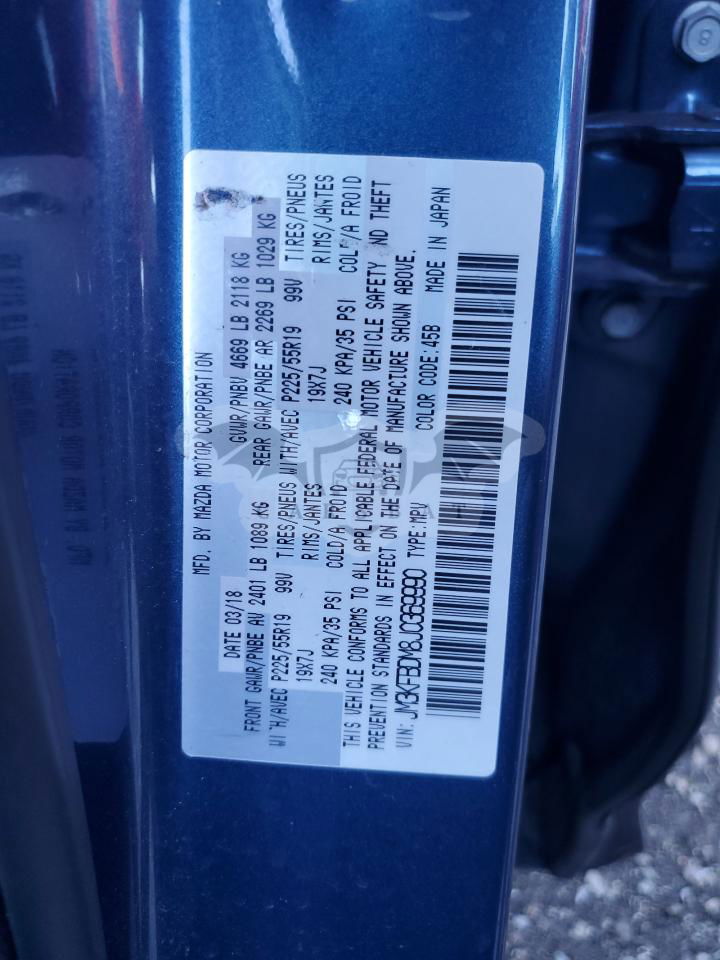 MFD. BY MAZDA MOTOR CORPORATION
DATE 03/18 GVWR/PNBV 4669 LB 2118 KG
FRONT GAWR/PNBE AV 2401 LB 1089 KG REAR GAWR/PNBE AR 2269 LB 1029 KG
WITH/AVEC P225/55R19 99V TIRES/PNEUS WITH/AVEC P225/55R19 99V TIRES/PNEUS
19X7J RIMS/JANTES 19X7J RIMS/JANTES
240 KPA/35 PSI COLD/A FROID 240 KPA/35 PSI COLD/A FROID
THIS VEHICLE CONFORMS TO ALL APPLICABLE FEDERAL MOTOR VEHICLE SAFETY AND THEFT
PREVENTION STANDARDS IN EFFECT ON THE DATE OF MANUFACTURE SHOWN ABOVE.
VIN: JM3KFBDM8J0369990 TYPE:MPV COLOR CODE:45B MADE IN JAPAN
8